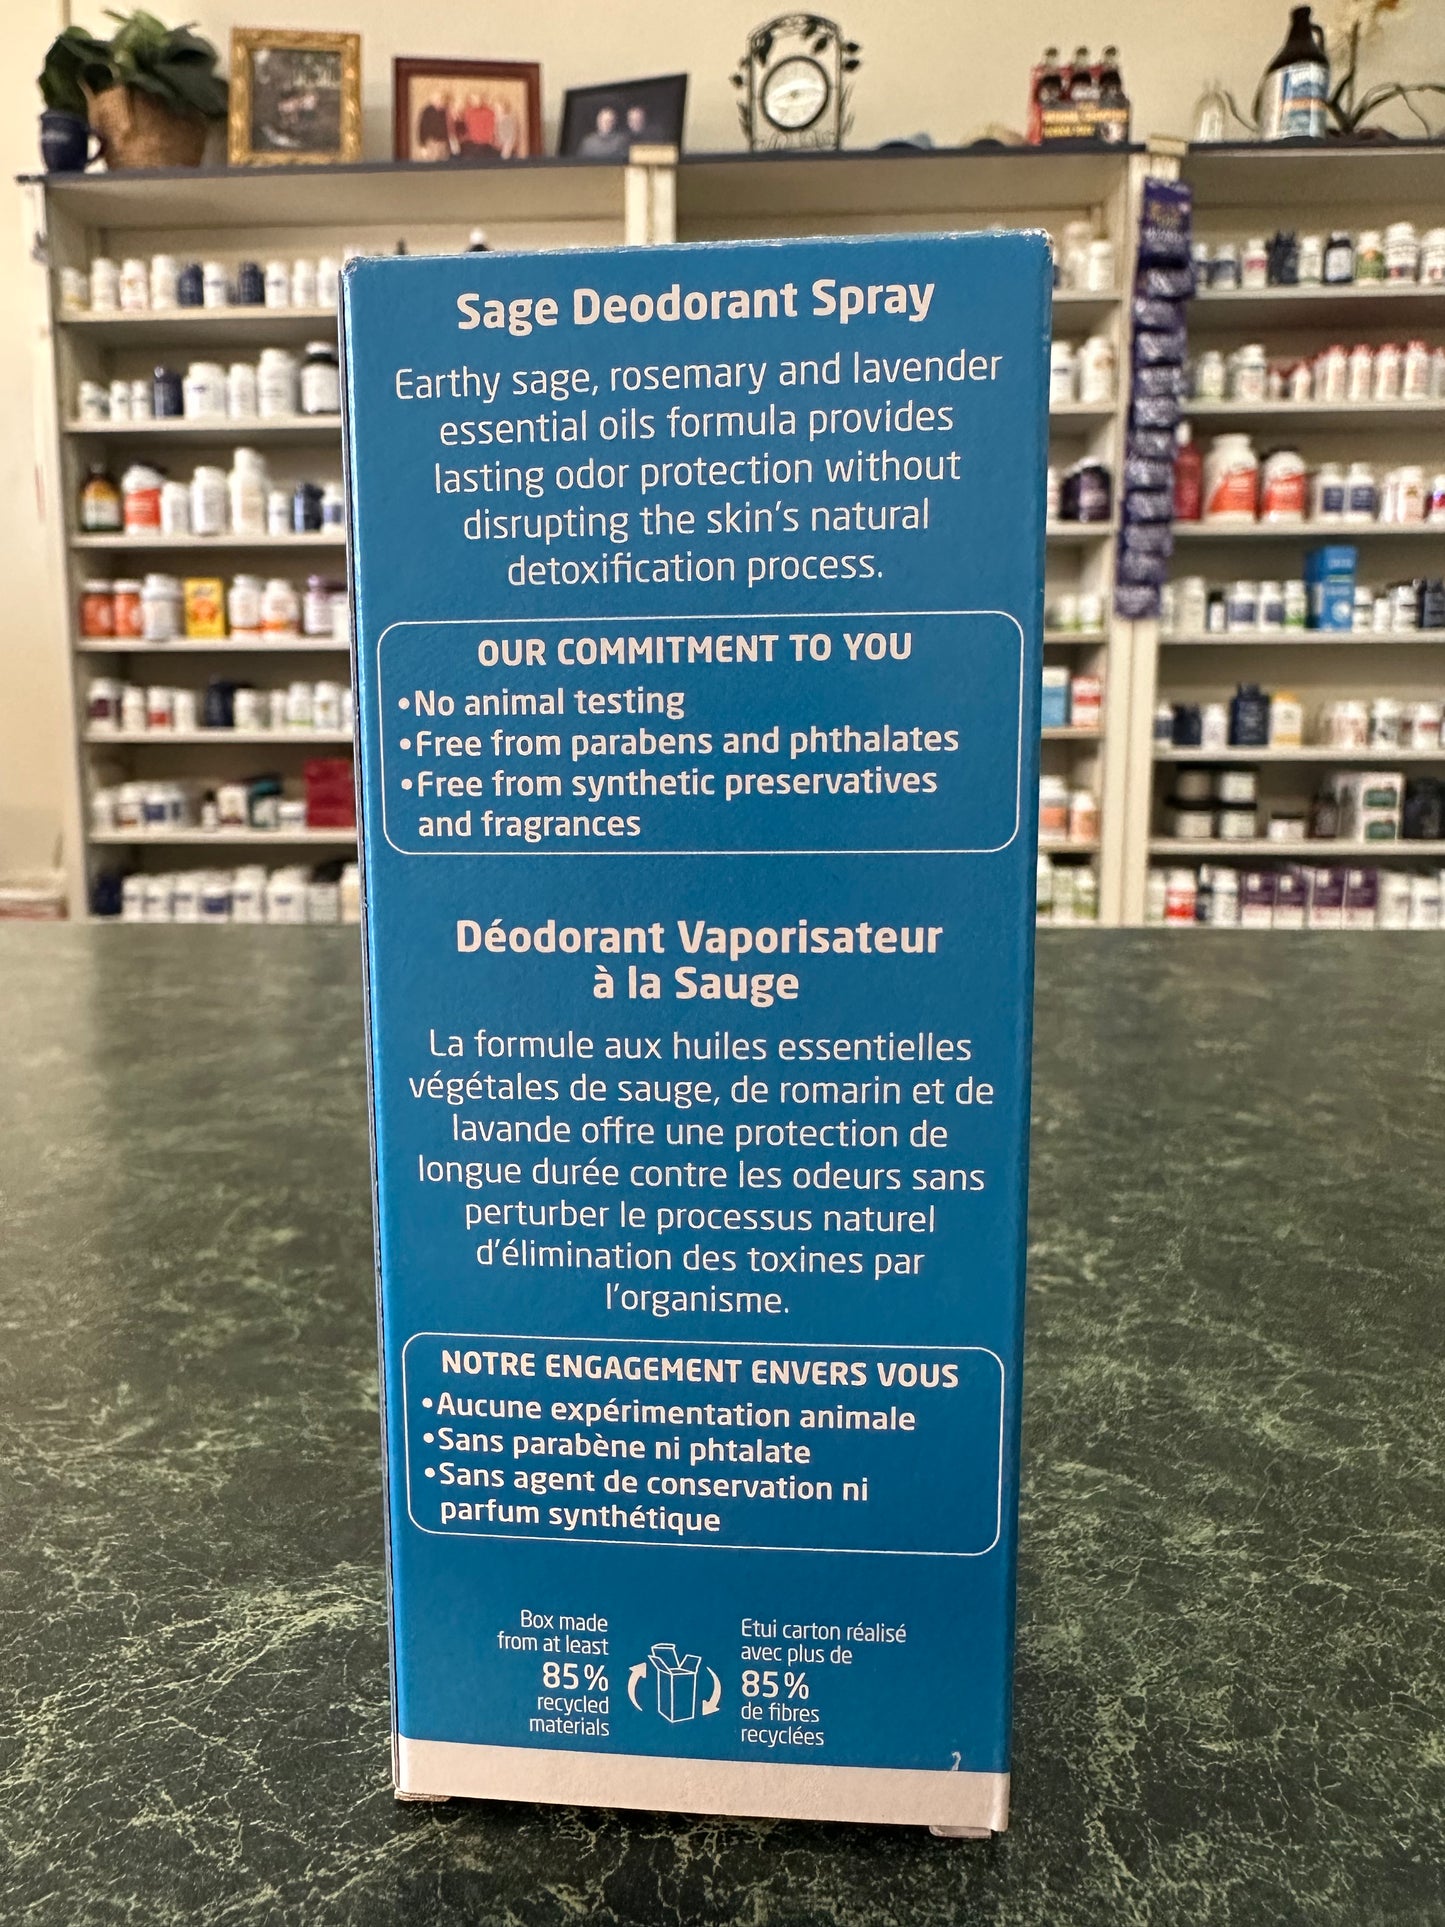 Sage Deodorant Spray
Earthy sage, rosemary and lavender
essential oils formula provides
lasting odor protection without
disrupting the skin's natural
detoxification process.
OUR COMMITMENT TO YOU
•No animal testing
•Free from parabens and phthalates
•Free from synthetic preservatives
and fragrances
Déodorant Vaporisateur
à la Sauge
La formule aux huiles essentielles
végétales de sauge, de romarin et de
lavande offre une protection de
longue durée contre les odeurs sans
perturber le processus naturel
d'élimination des toxines par
l'organisme.
NOTRE ENGAGEMENT ENVERS VOUS
•Aucune expérimentation animale
•Sans parabène ni phtalate
•Sans agent de conservation ni
parfum synthétique
Box made
from at least
85%
recycled
materials
Etui carton réalisé
avec plus de
85%
de fibres
recyclées